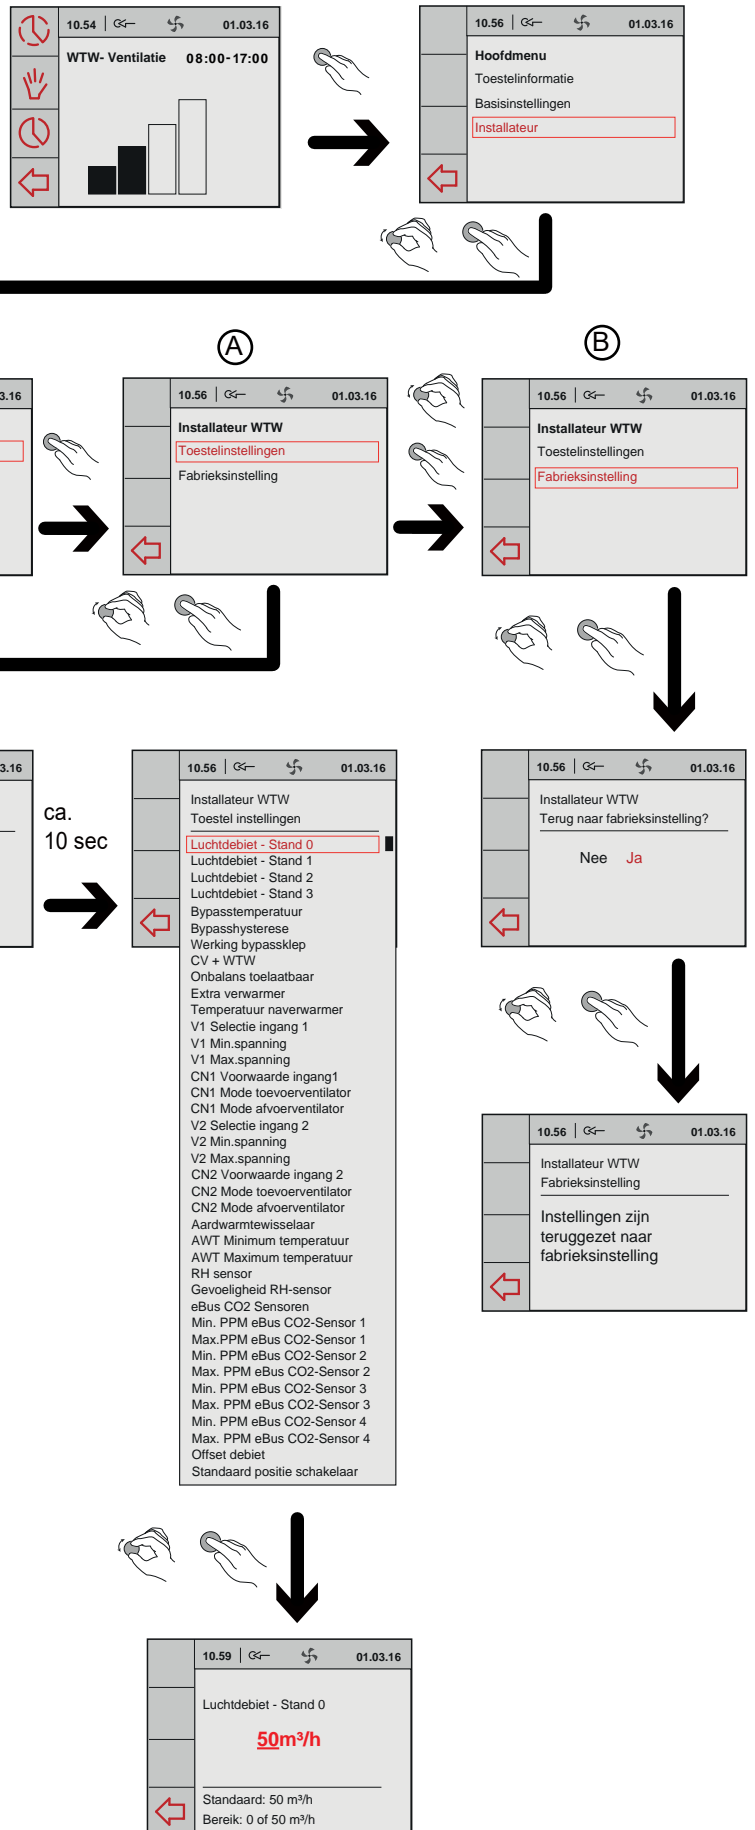 10.54 01.03.16
WTW- Ventilatie 08:00-17:00
10.56 01.03.16
Hoofdmenu
Toestelinformatie
Basisinstellingen
Installateur
A
B
3.16
10.56 01.03.16
Installateur WTW
Toestelinstellingen
Fabrieksinstelling
10.56 01.03.16
Installateur WTW
Toestelinstellingen
Fabrieksinstelling
3.16
ca.
10 sec
10.56 01.03.16
Installateur WTW
Toestel instellingen
Luchtdebiet - Stand 0
Luchtdebiet - Stand 1
Luchtdebiet - Stand 2
Luchtdebiet - Stand 3
Bypasstemperatuur
Bypasshysterese
Werking bypassklep
CV + WTW
Onbalans toelaatbaar
Extra verwarmer
Temperatuur naverwarmer
V1 Selectie ingang 1
V1 Min.spanning
V1 Max.spanning
CN1 Voorwaarde ingang1
CN1 Mode toevoerventilator
CN1 Mode afvoerventilator
V2 Selectie ingang 2
V2 Min.spanning
V2 Max.spanning
CN2 Voorwaarde ingang 2
CN2 Mode toevoerventilator
CN2 Mode afvoerventilator
Aardwarmtewisselaar
AWT Minimum temperatuur
AWT Maximum temperatuur
RH sensor
Gevoeligheid RH-sensor
eBus CO2 Sensoren
Min. PPM eBus CO2-Sensor 1
Max.PPM eBus CO2-Sensor 1
Min. PPM eBus CO2-Sensor 2
Max. PPM eBus CO2-Sensor 2
Min. PPM eBus CO2-Sensor 3
Max. PPM eBus CO2-Sensor 3
Min. PPM eBus CO2-Sensor 4
Max. PPM eBus CO2-Sensor 4
Offset debiet
Standaard positie schakelaar
10.56 01.03.16
Installateur WTW
Terug naar fabrieksinstelling?
Nee Ja
10.56 01.03.16
Installateur WTW
Fabrieksinstelling
Instellingen zijn
teruggezet naar
fabrieksinstelling
10.59 01.03.16
Luchtdebiet - Stand 0
50m³/h
Standaard: 50 m³/h
Bereik: 0 of 50 m³/h